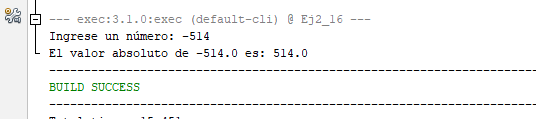 --- exec:3.1.0:exec (default-cli) @ Ej2_16 ---
Ingrese un número: -514
El valor absoluto de -514.0 es: 514.0
------------------------------------------------------------------------
BUILD SUCCESS
------------------------------------------------------------------------